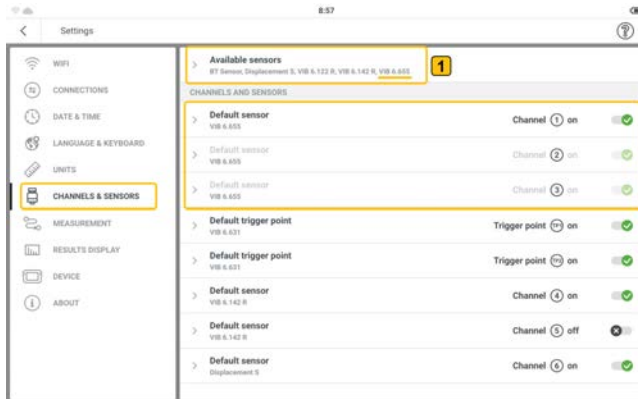 8:57
Settings
WIFI
CONNECTIONS
DATE & TIME
LANGUAGE & KEYBOARD
UNITS
CHANNELS & SENSORS
MEASUREMENT
RESULTS DISPLAY
DEVICE
ABOUT
Available sensors
BT Sensor, Displacement S, VIB 6.122 R, VIB 6.142 R, VIB 6.655
1
CHANNELS AND SENSORS
Default sensor
VIB 6.655
Channel 1 on
Default sensor
VIB 6.655
Channel 2 on
Default sensor
VIB 6.655
Channel 3 on
Default trigger point
VIB 6.631
Trigger point TP1 on
Default trigger point
VIB 6.631
Trigger point TP2 on
Default sensor
VIB 6.142 R
Channel 4 on
Default sensor
VIB 6.142 R
Channel 5 off
Default sensor
Displacement S
Channel 6 on